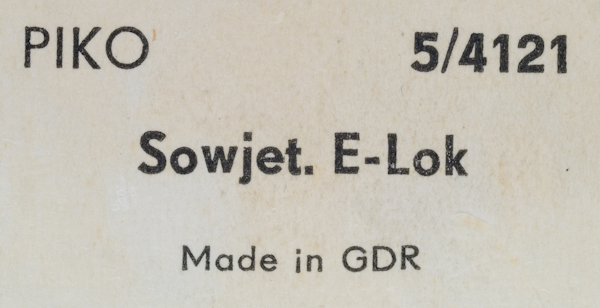 PIKO 5/4121
Sowjet. E-Lok
Made in GDR